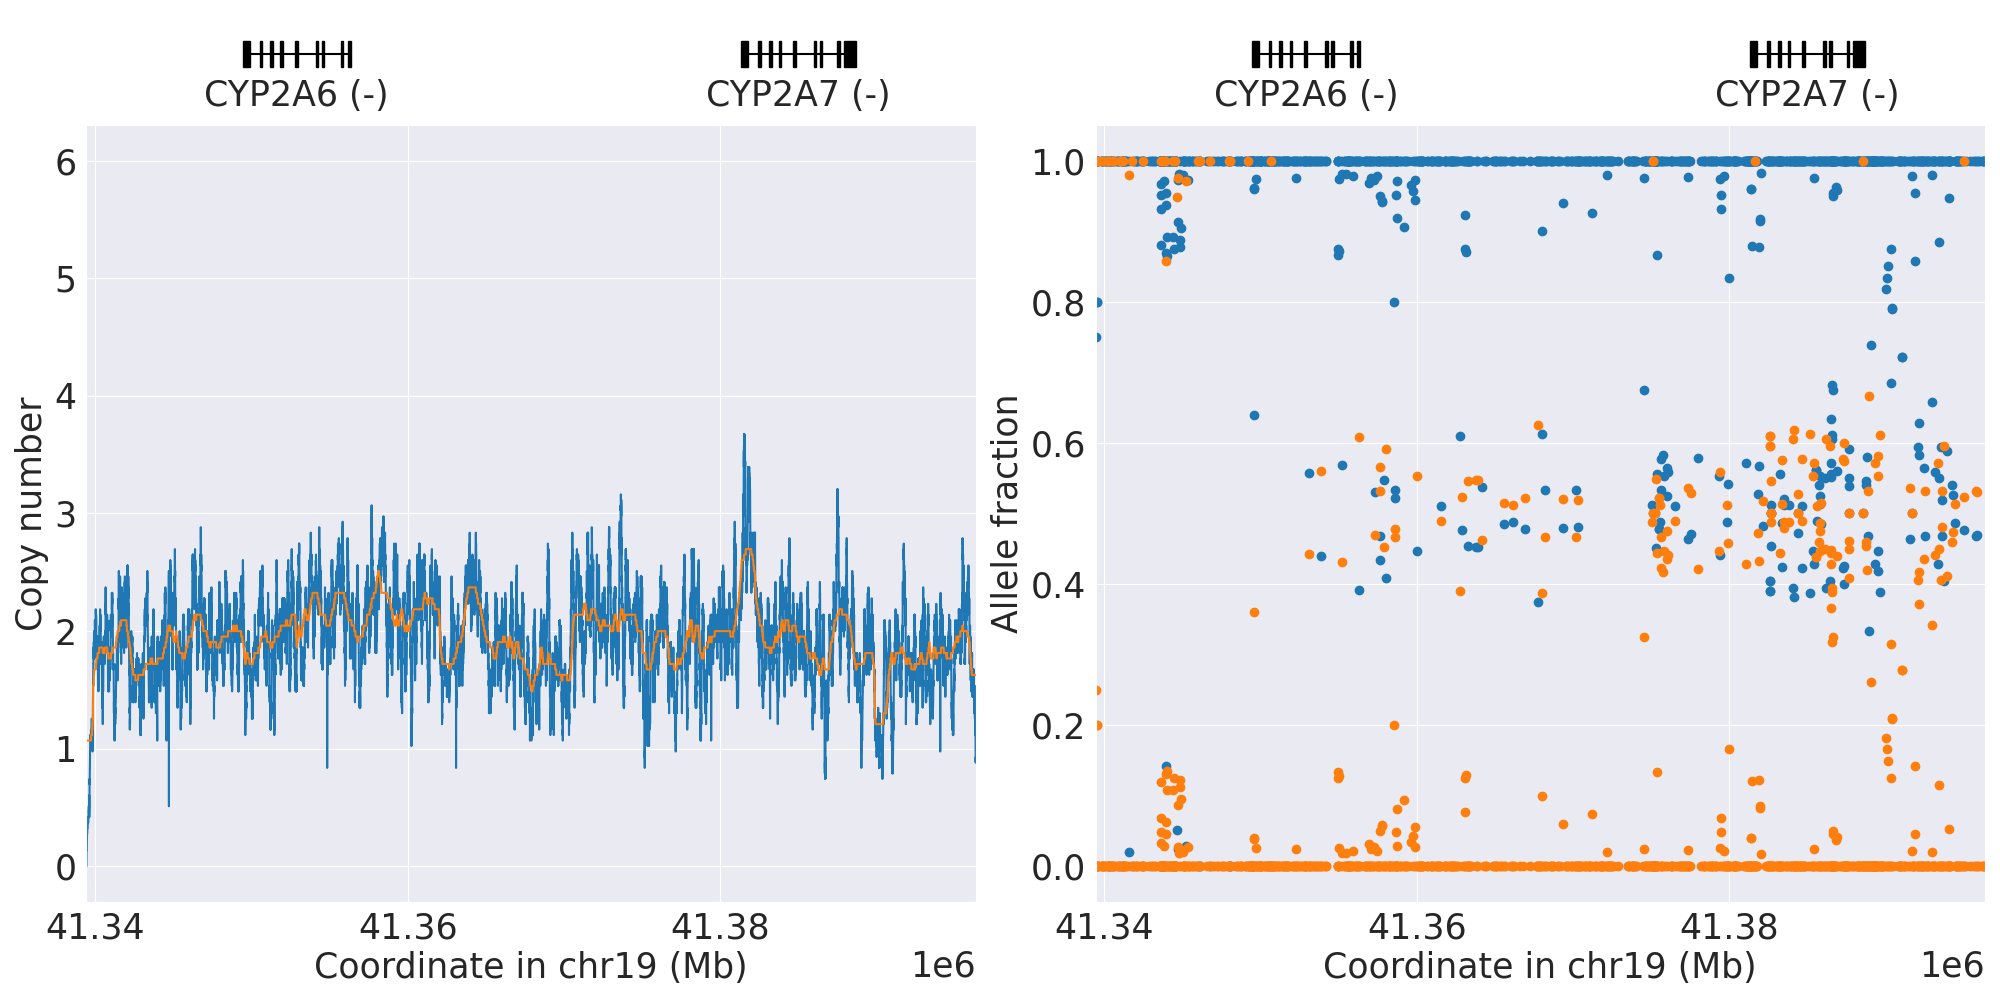 CYP2A6 (-)
CYP2A7 (-)
Copy number
6
5
4
3
2
1
0
41.34
41.36
41.38
Coordinate in chr19 (Mb)
1e6
CYP2A6 (-)
CYP2A7 (-)
Allele fraction
1.0
0.8
0.6
0.4
0.2
0.0
41.34
41.36
41.38
Coordinate in chr19 (Mb)
1e6